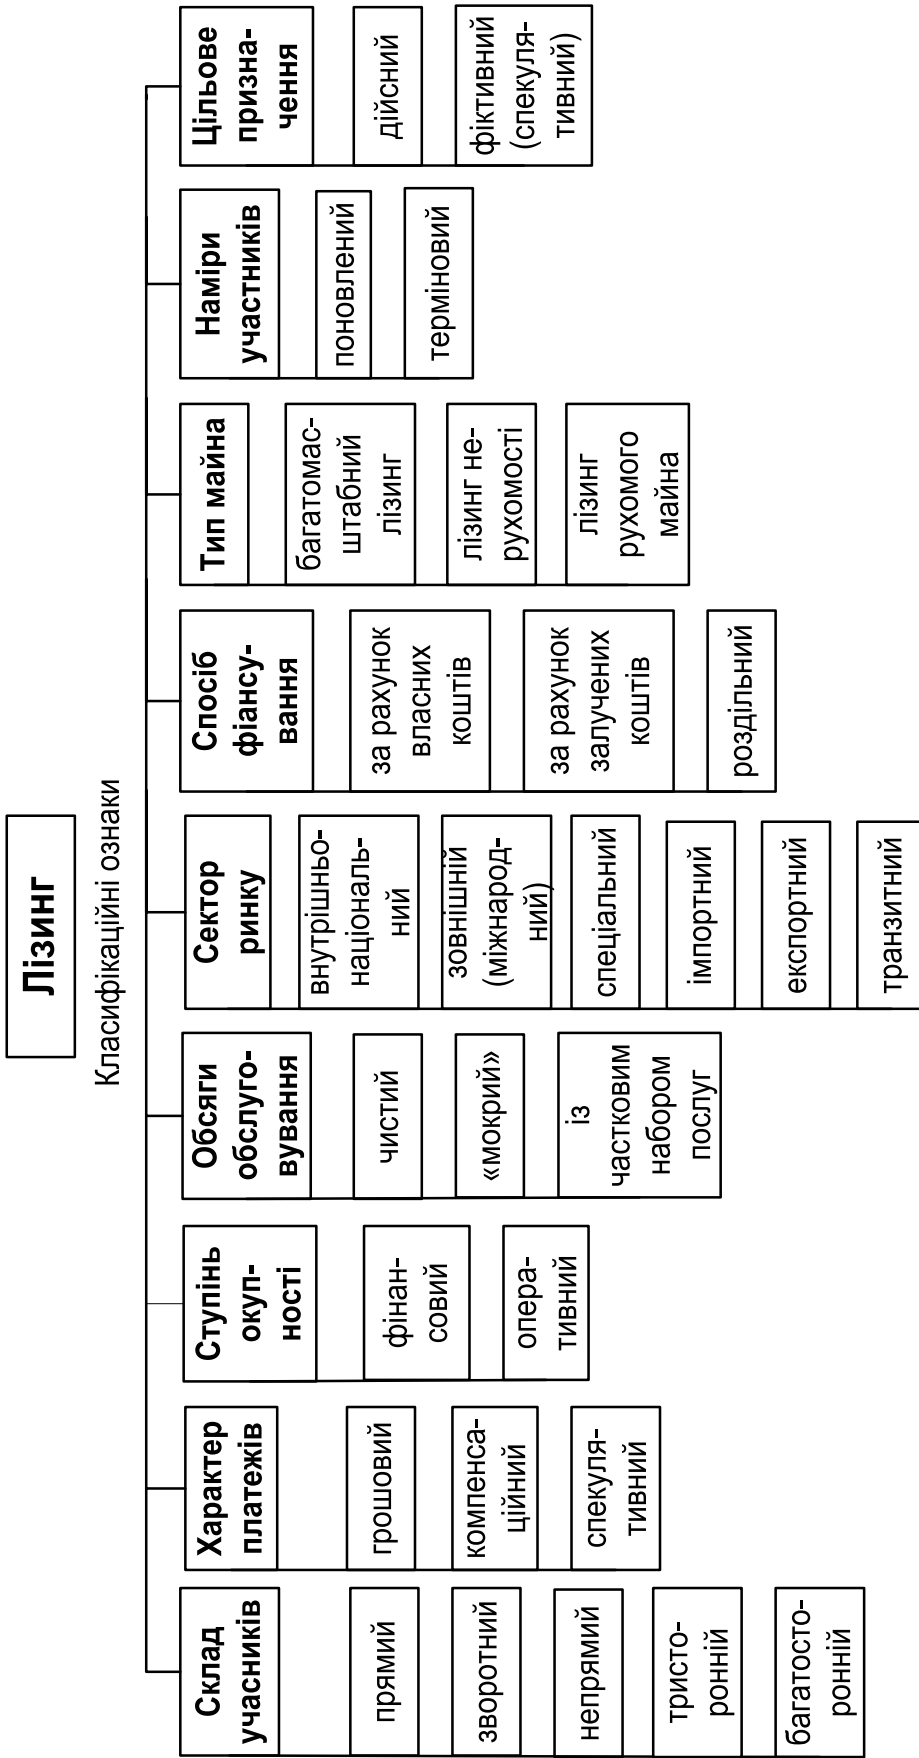 Лізинг
Класифікаційні ознаки
Склад
учасників
прямий
зворотний
непрямий
тристо-
ронній
багатосто-
ронній
Характер
платежів
грошовий
компенса-
ційний
спекуля-
тивний
Ступінь
окуп-
ності
фінан-
совий
опера-
тивний
Обсяги
обслуго-
вування
чистий
«мокрий»
із
частковим
набором
послуг
Сектор
ринку
внутрішньо-
національ-
ний
зовнішній
(міжнарод-
ний)
спеціальний
імпортний
експортний
транзитний
Спосіб
фіансу-
вання
за рахунок
власних
коштів
за рахунок
залучених
коштів
роздільний
Тип майна
багатомас-
штабний
лізинг
лізинг не-
рухомості
лізинг
рухомого
майна
Наміри
участників
поновлений
терміновий
Цільове
призна-
чення
дійсний
фіктивний
(спекуля-
тивний)